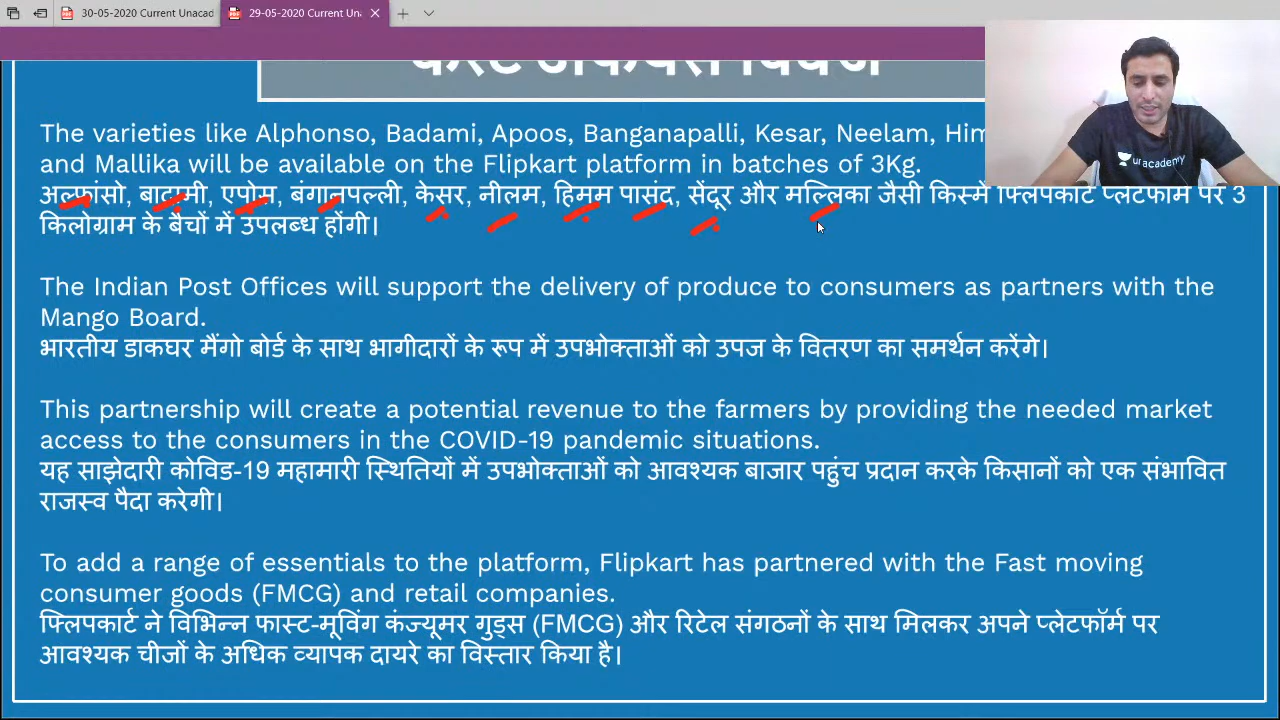 30-05-2020 Current Unacad
29-05-2020 Current Una
The varieties like Alphonso, Badami, Apoos, Banganapalli, Kesar, Neelam, Him
and Mallika will be available on the Flipkart platform in batches of 3Kg.
अल्फांसो, बादामी, एपोस, बंगानपल्ली, केसर, नीलम, हिमम पासंद, सेंदूर और मल्लिका जैसी किस्में फ्लिपकार्ट प्लेटफॉर्म पर 3
किलोग्राम के बैचों में उपलब्ध होंगी।
unacademy
The Indian Post Offices will support the delivery of produce to consumers as partners with the
Mango Board.
भारतीय डाकघर मैंगो बोर्ड के साथ भागीदारों के रूप में उपभोक्ताओं को उपज के वितरण का समर्थन करेंगे।
This partnership will create a potential revenue to the farmers by providing the needed market
access to the consumers in the COVID-19 pandemic situations.
यह साझेदारी कोविड-19 महामारी स्थितियों में उपभोक्ताओं को आवश्यक बाजार पहुंच प्रदान करके किसानों को एक संभावित
राजस्व पैदा करेगी।
To add a range of essentials to the platform, Flipkart has partnered with the Fast moving
consumer goods (FMCG) and retail companies.
फ्लिपकार्ट ने विभिन्न फास्ट-मूविंग कंज्यूमर गुड्स (FMCG) और रिटेल संगठनों के साथ मिलकर अपने प्लेटफॉर्म पर
आवश्यक चीजों के अधिक व्यापक दायरे का विस्तार किया है।